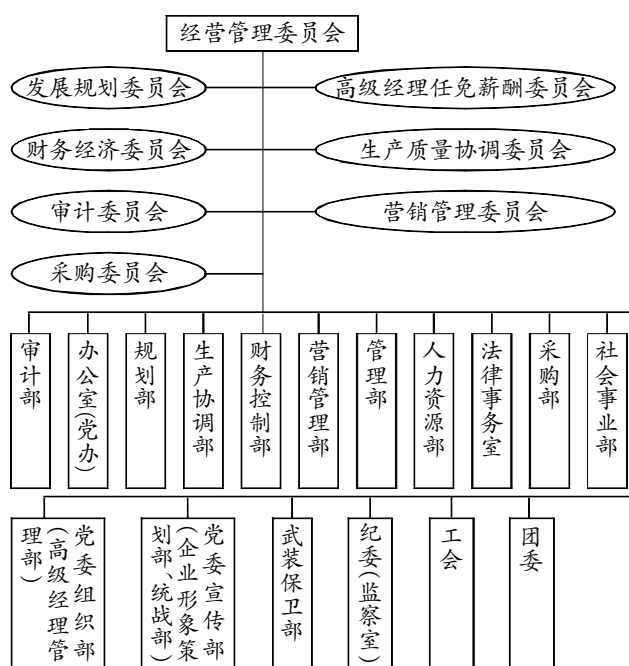 经营管理委员会
发展规划委员会
高级经理任免薪酬委员会
财务经济委员会
生产质量协调委员会
审计委员会
营销管理委员会
采购委员会
审计部
办公室(党办)
规划部
生产协调部
财务控制部
营销管理部
管理部
人力资源部
法律事务室
采购部
社会事业部
党委组织部
(高级经理管
理部)
党委宣传部
(企业形象策
划部、统战部)
武装保卫部
纪委(监察室)
工会
团委